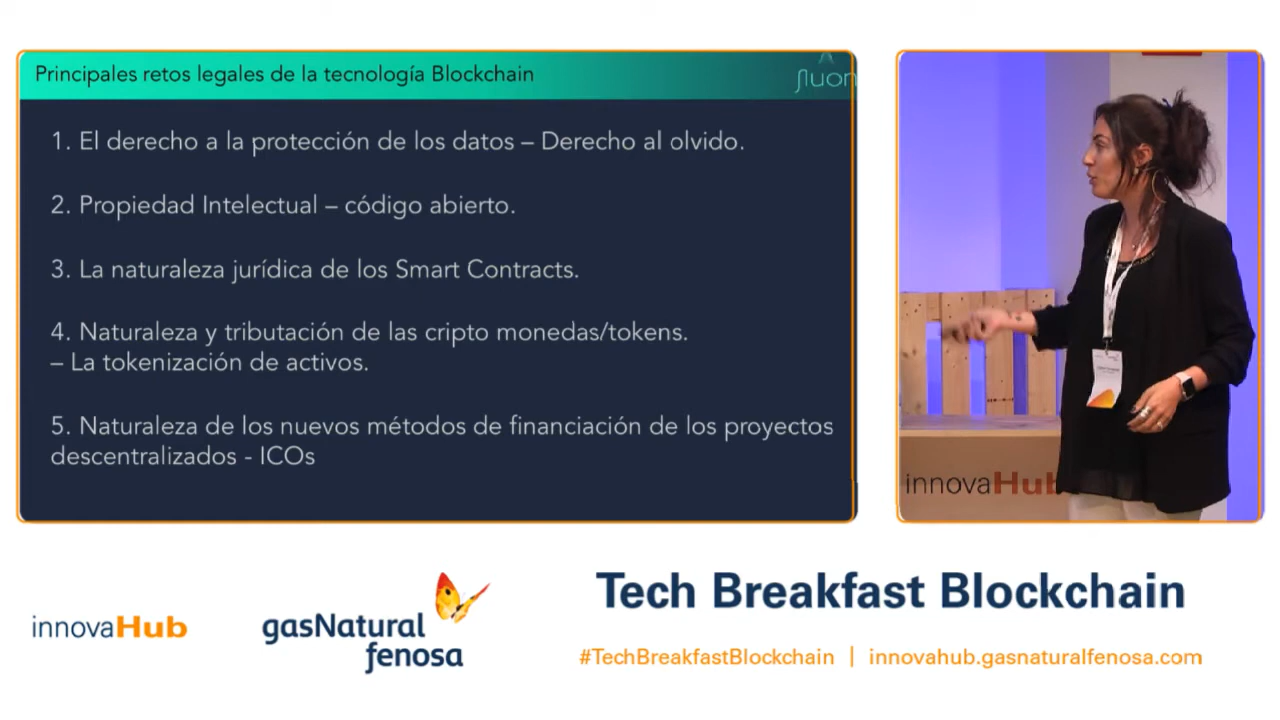 Principales retos legales de la tecnología Blockchain
fluon
1. El derecho a la protección de los datos – Derecho al olvido.
2. Propiedad Intelectual – código abierto.
3. La naturaleza jurídica de los Smart Contracts.
4. Naturaleza y tributación de las cripto monedas/tokens.
– La tokenización de activos.
5. Naturaleza de los nuevos métodos de financiación de los proyectos
descentralizados - ICOs
innovaHub
innovaHub
gasNatural
fenosa
Tech Breakfast Blockchain
#TechBreakfastBlockchain | innovahub.gasnaturalfenosa.com